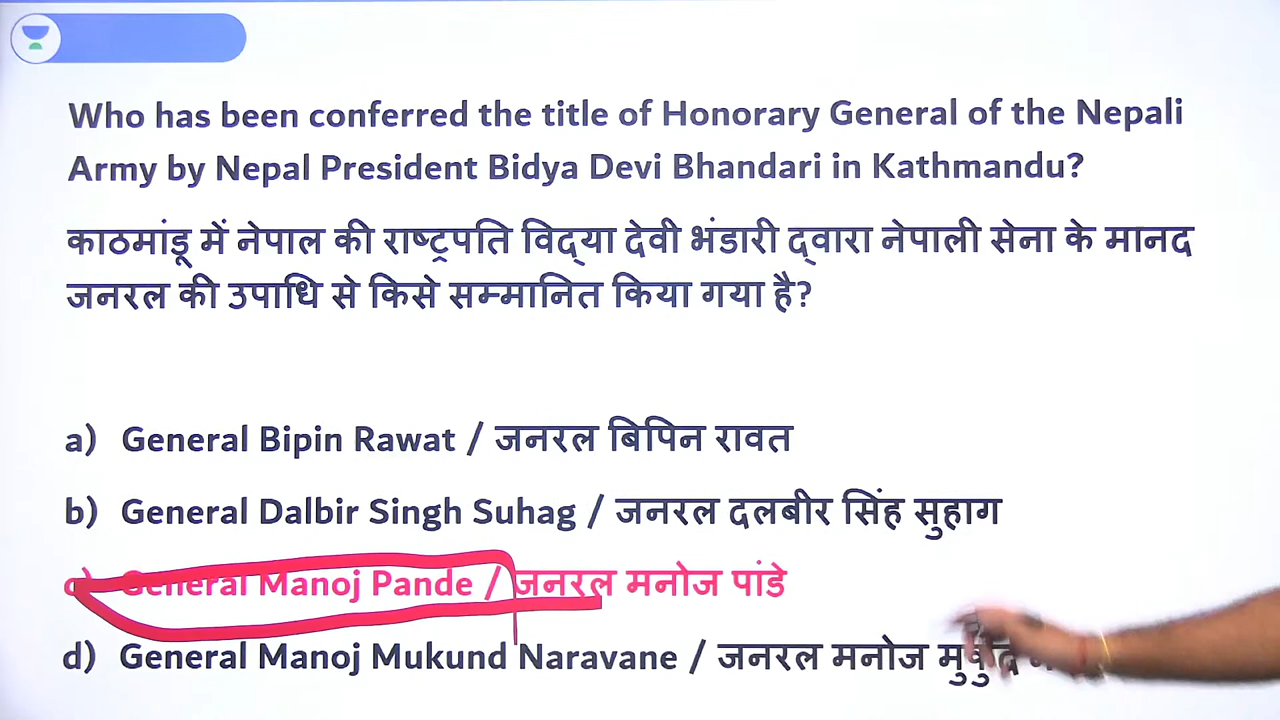 Who has been conferred the title of Honorary General of the Nepali
Army by Nepal President Bidya Devi Bhandari in Kathmandu?
काठमांडू में नेपाल की राष्ट्रपति विद्या देवी भंडारी द्वारा नेपाली सेना के मानद
जनरल की उपाधि से किसे सम्मानित किया गया है?
a) General Bipin Rawat / जनरल बिपिन रावत
b) General Dalbir Singh Suhag / जनरल दलबीर सिंह सुहाग
c) General Manoj Pande / जनरल मनोज पांडे
d) General Manoj Mukund Naravane / जनरल मनोज मुकुंद